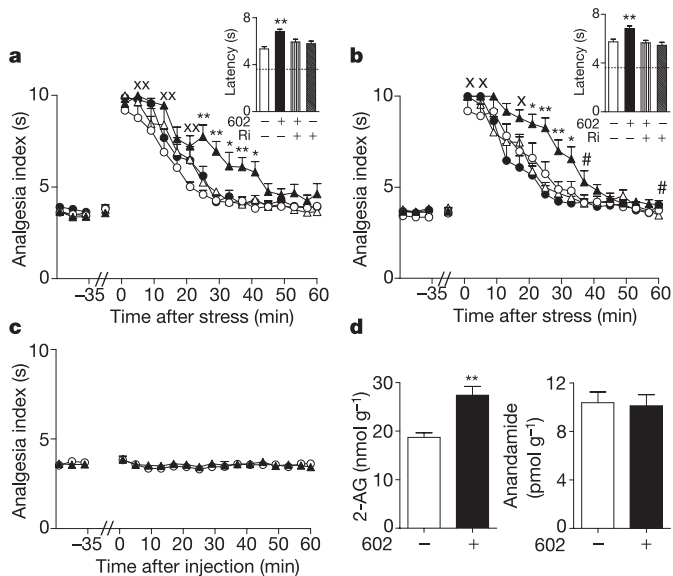 a
Latency (s)
8
4
0
**
602 − + + −
Ri − − + +
Analgesia index (s)
10
5
0
xx
xx
xx
**
**
*
**
*
−35
0 10 20 30 40 50 60
Time after stress (min)
b
Latency (s)
8
4
0
**
602 − + + −
Ri − − + +
Analgesia index (s)
10
5
0
x x
x
*
**
**
*
#
#
−35
0 10 20 30 40 50 60
Time after stress (min)
c
Analgesia index (s)
10
5
0
−35
0 10 20 30 40 50 60
Time after injection (min)
d
2-AG (nmol g⁻¹)
30
20
10
0
**
602 − +
Anandamide
(pmol g⁻¹)
12
8
4
0
− +